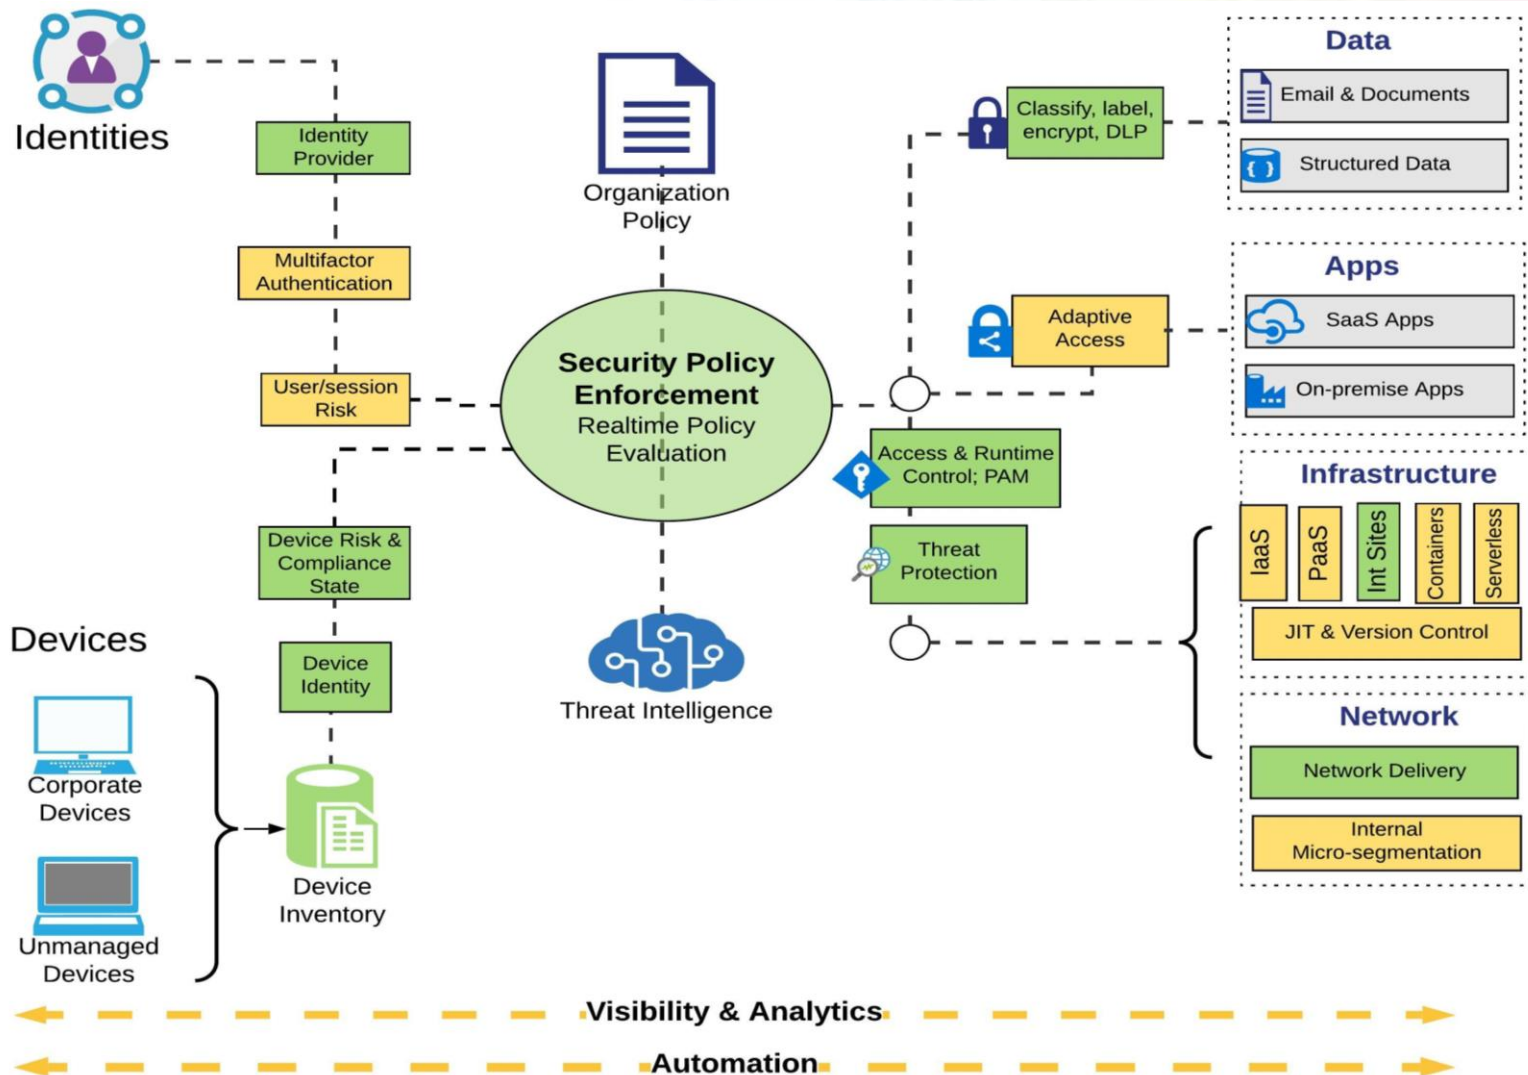 Identities
Identity
Provider
Multifactor
Authentication
User/session
Risk
Device Risk &
Compliance
State
Device
Identity
Devices
Corporate
Devices
Unmanaged
Devices
Device
Inventory
Organization
Policy
Security Policy
Enforcement
Realtime Policy
Evaluation
Threat Intelligence
Classify, label,
encrypt, DLP
Adaptive
Access
Access & Runtime
Control; PAM
Threat
Protection
Data
Email & Documents
Structured Data
Apps
SaaS Apps
On-premise Apps
Infrastructure
IaaS
PaaS
Int Sites
Containers
Serverless
JIT & Version Control
Network
Network Delivery
Internal
Micro-segmentation
Visibility & Analytics
Automation